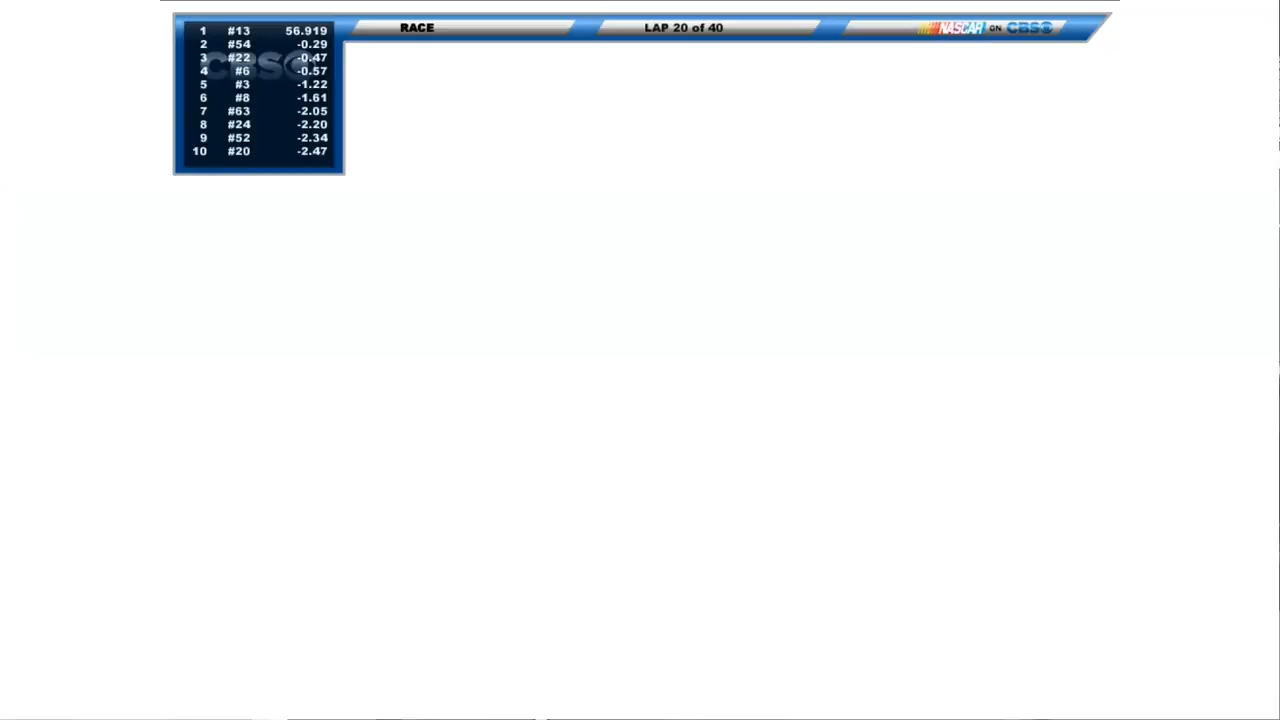 RACE LAP 20 of 40 NASCAR ON CBS
1 #13 56.919
2 #54 -0.29
3 #22 -0.47
4 #6 -0.57
5 #3 -1.22
6 #8 -1.61
7 #63 -2.05
8 #24 -2.20
9 #52 -2.34
10 #20 -2.47
CBS